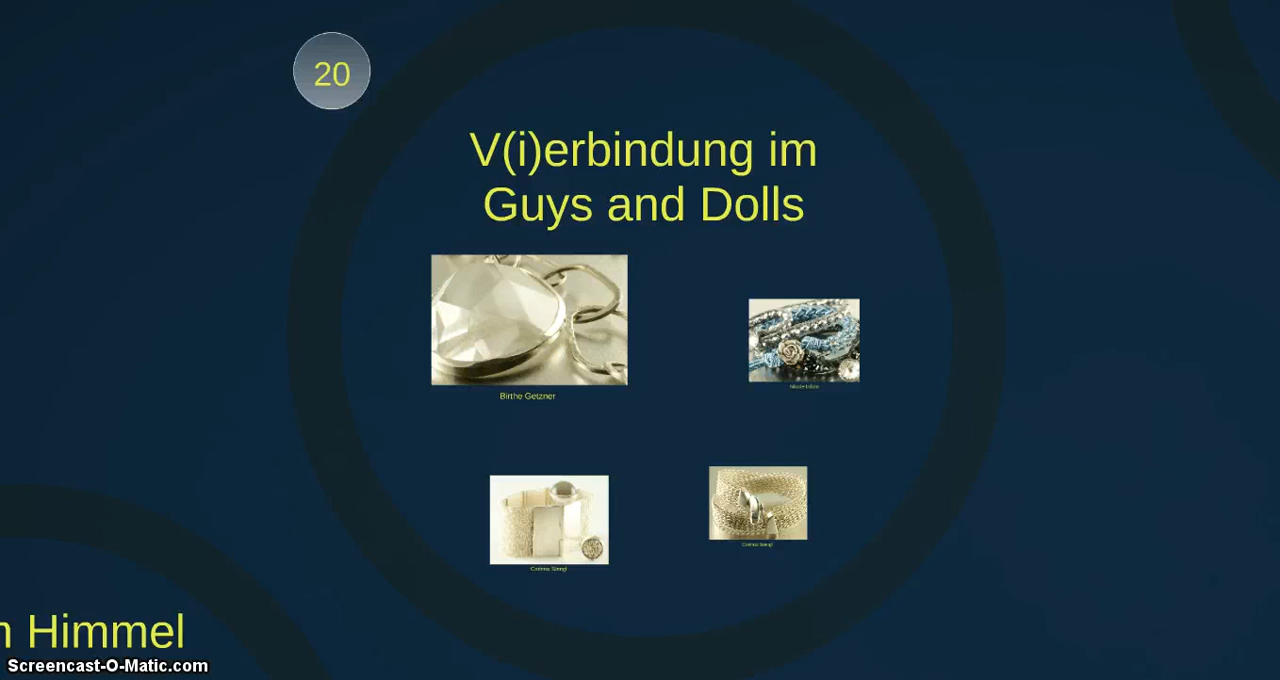 20
V(i)erbindung im
Guys and Dolls
Birthe Getzner
n Himmel
Screencast-O-Matic.com